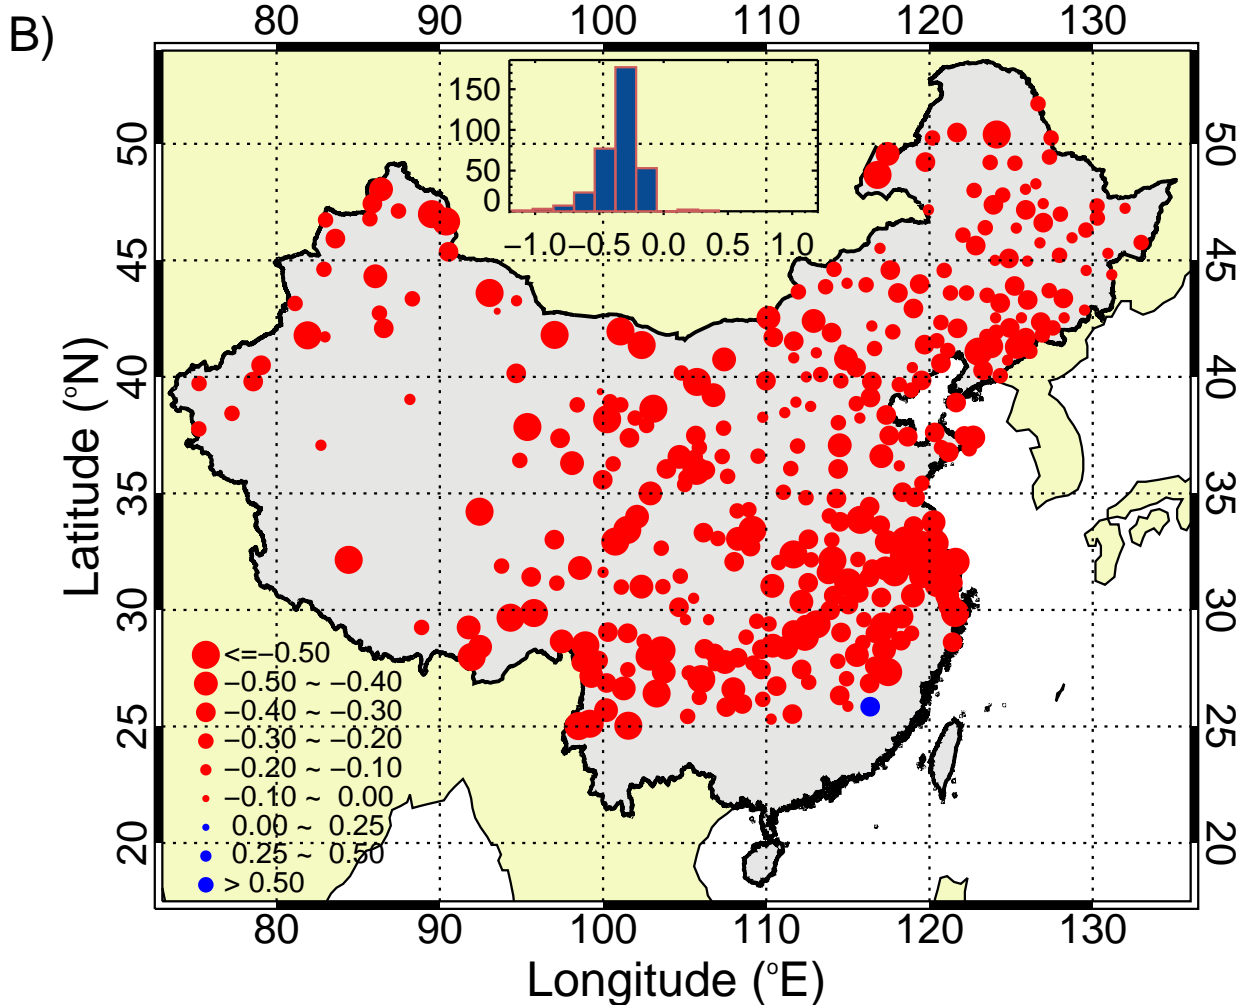 B)
80 90 100 110 120 130
150
100
50
0
−1.0 −0.5 0.0 0.5 1.0
50 50
45 45
40 40
35 35
30 30
25 25
20 20
Latitude (°N)
<=−0.50
−0.50 ~ −0.40
−0.40 ~ −0.30
−0.30 ~ −0.20
−0.20 ~ −0.10
−0.10 ~ 0.00
0.00 ~ 0.25
0.25 ~ 0.50
> 0.50
80 90 100 110 120 130
Longitude (°E)